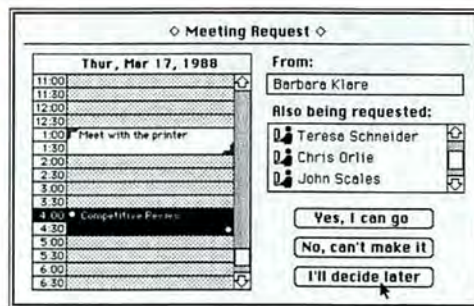 ◇ Meeting Request ◇
Thur, Mar 17, 1988
11:00
11:30
12:00
12:30
1:00 Meet with the printer
1:30
2:00
2:30
3:00
3:30
4:00 Competitive Review
4:30
5:00
5:30
6:00
6:30
From:
Barbara Klare
Also being requested:
Teresa Schneider
Chris Orlie
John Scales
Yes, I can go
No, can't make it
I'll decide later